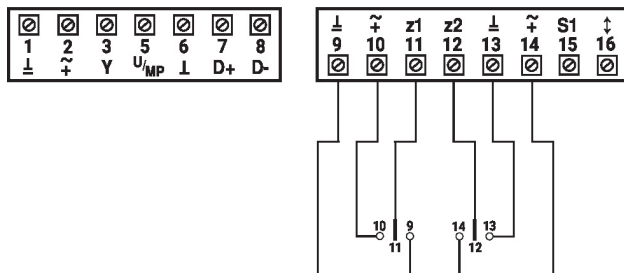 1 2 3 5 6 7 8
⏚ ~+ Y U/MP ⊥ D+ D-
⏚ ~+ z1 z2 ⏚ ~+ S1 ↕
9 10 11 12 13 14 15 16
10 9 14 13
11 12